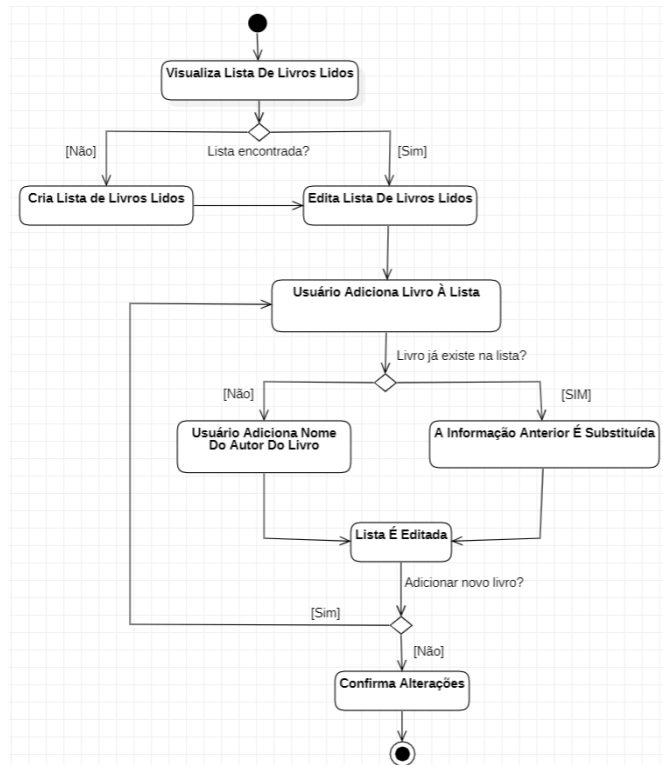 Visualiza Lista De Livros Lidos
[Não]
Lista encontrada?
[Sim]
Cria Lista de Livros Lidos
Edita Lista De Livros Lidos
Usuário Adiciona Livro À Lista
Livro já existe na lista?
[Não]
[SIM]
Usuário Adiciona Nome
Do Autor Do Livro
A Informação Anterior É Substituída
Lista É Editada
Adicionar novo livro?
[Sim]
[Não]
Confirma Alterações